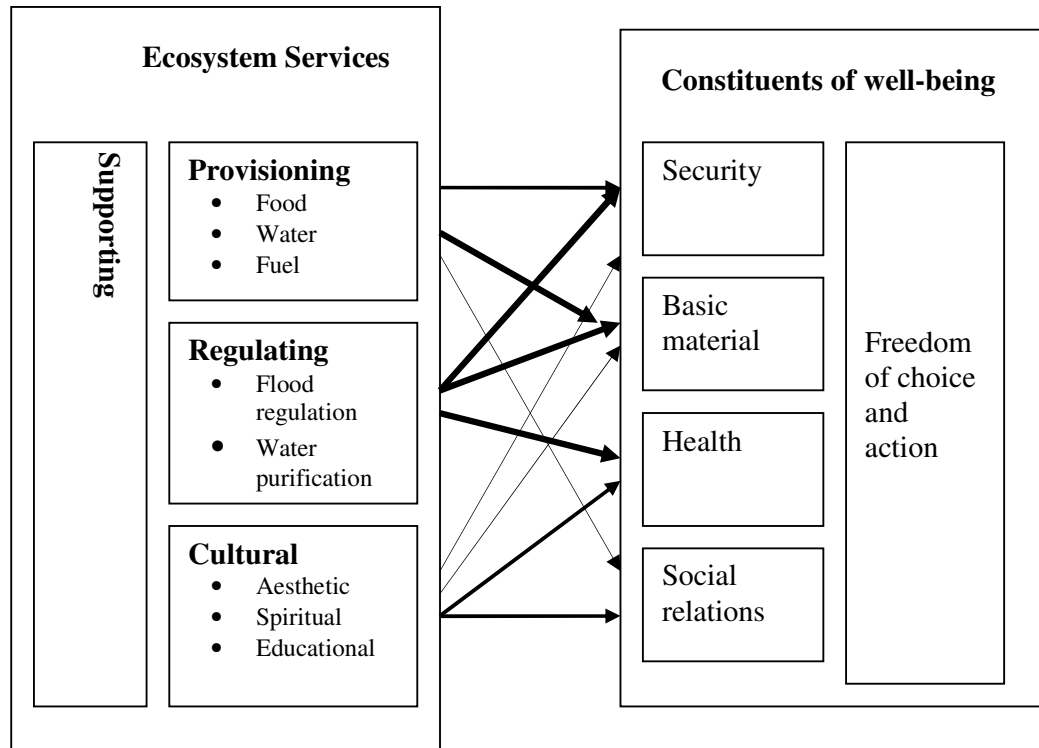 Ecosystem Services
Supporting
Provisioning
• Food
• Water
• Fuel
Regulating
• Flood
regulation
• Water
purification
Cultural
• Aesthetic
• Spiritual
• Educational
Constituents of well-being
Security
Basic
material
Health
Social
relations
Freedom
of choice
and
action